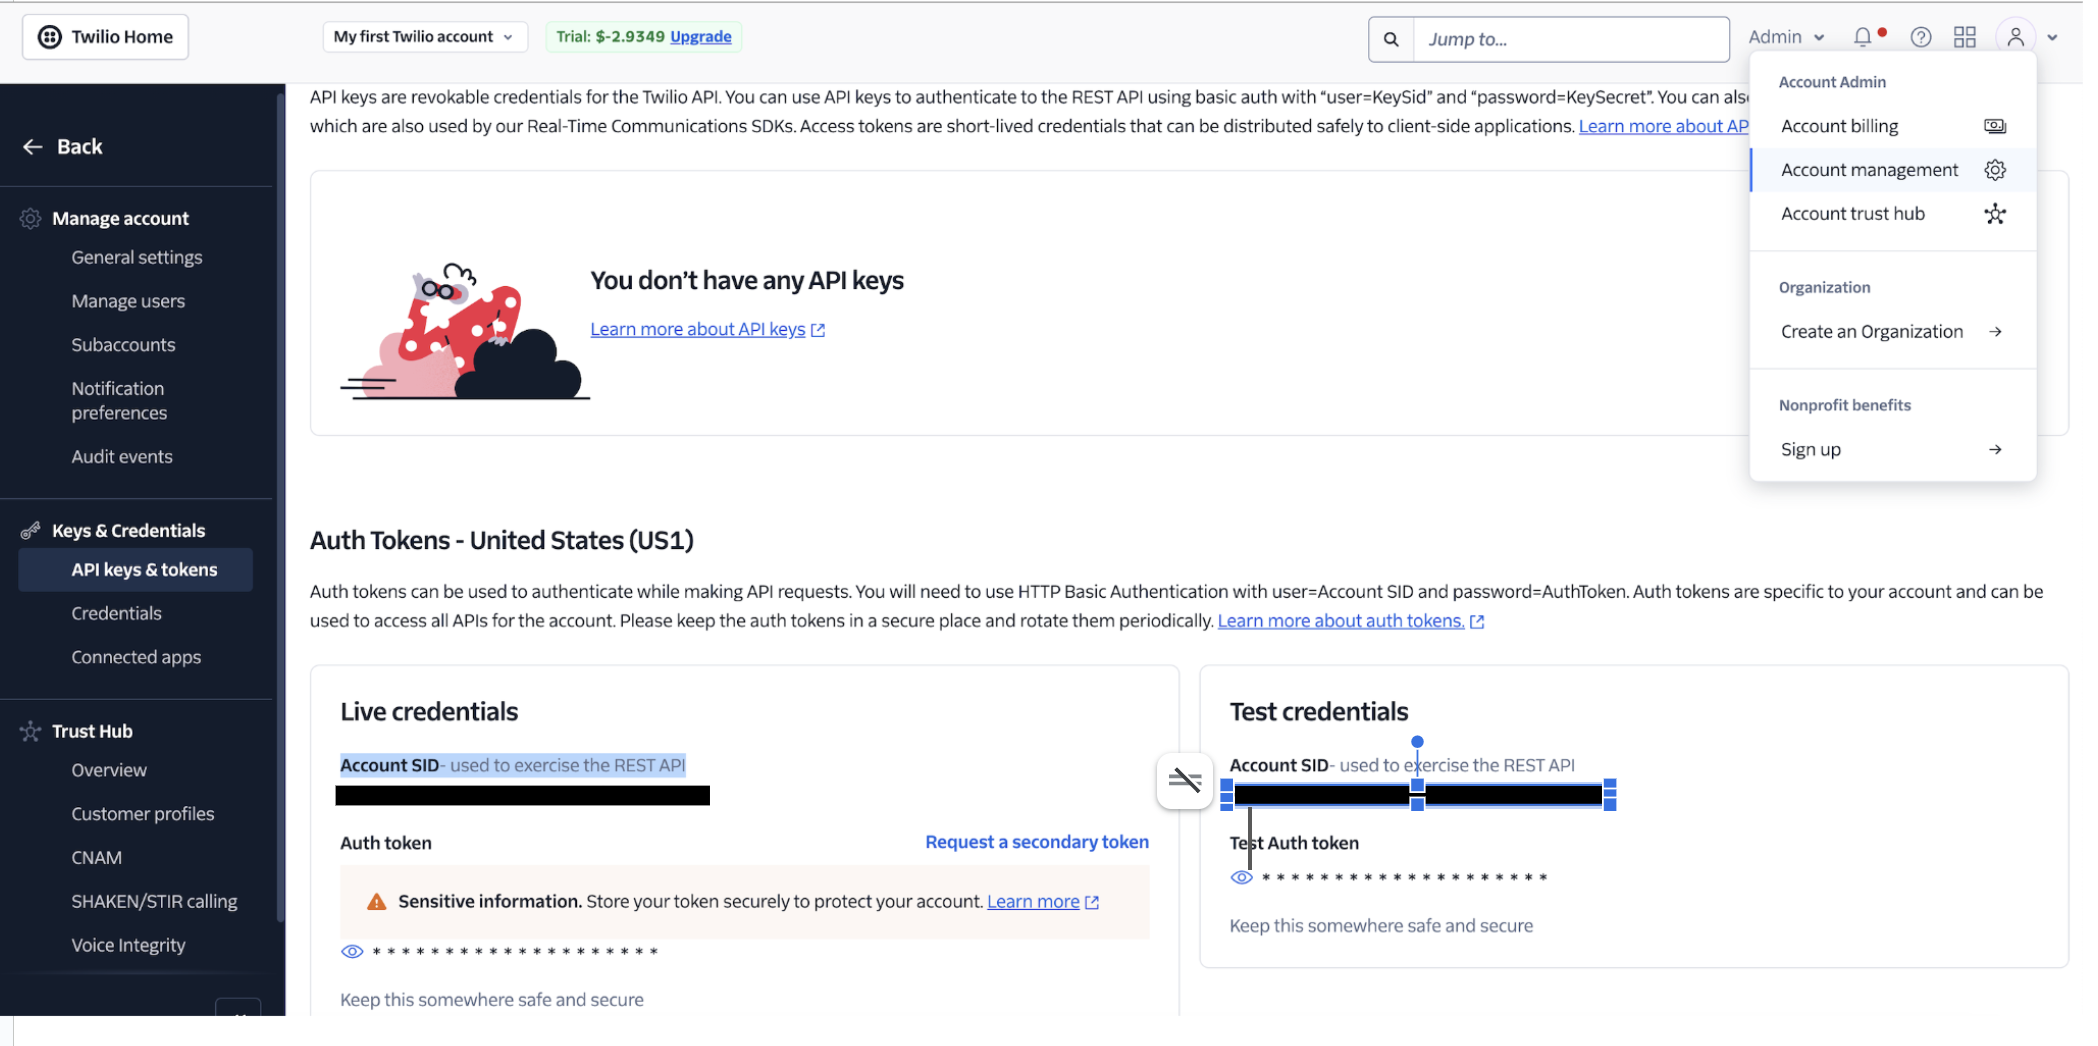 Twilio Home
My first Twilio account
Trial: $-2.9349 Upgrade
Jump to...
Admin
Back
Manage account
General settings
Manage users
Subaccounts
Notification
preferences
Audit events
Keys & Credentials
API keys & tokens
Credentials
Connected apps
Trust Hub
Overview
Customer profiles
CNAM
SHAKEN/STIR calling
Voice Integrity
API keys are revokable credentials for the Twilio API. You can use API keys to authenticate to the REST API using basic auth with “user=KeySid” and “password=KeySecret”. You can
which are also used by our Real-Time Communications SDKs. Access tokens are short-lived credentials that can be distributed safely to client-side applications. Learn more about
You don’t have any API keys
Learn more about API keys
Account Admin
Account billing
Account management
Account trust hub
Organization
Create an Organization
Nonprofit benefits
Sign up
Auth Tokens - United States (US1)
Auth tokens can be used to authenticate while making API requests. You will need to use HTTP Basic Authentication with user=Account SID and password=AuthToken. Auth tokens are specific to your account and can be
used to access all APIs for the account. Please keep the auth tokens in a secure place and rotate them periodically. Learn more about auth tokens.
Live credentials
Account SID- used to exercise the REST API
Auth token
Request a secondary token
Sensitive information. Store your token securely to protect your account. Learn more
* * * * * * * * * * * * * * * * * * * *
Keep this somewhere safe and secure
Test credentials
Account SID- used to exercise the REST API
Test Auth token
* * * * * * * * * * * * * * * * * * * *
Keep this somewhere safe and secure